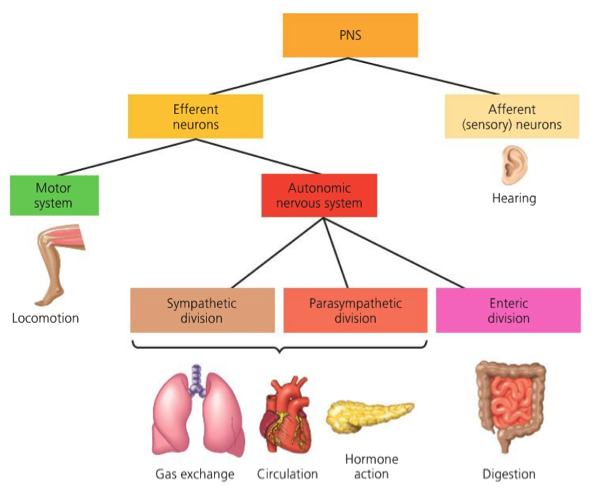 PNS
Efferent
neurons
Afferent
(sensory) neurons
Hearing
Motor
system
Autonomic
nervous system
Locomotion
Sympathetic
division
Parasympathetic
division
Enteric
division
Gas exchange
Circulation
Hormone
action
Digestion